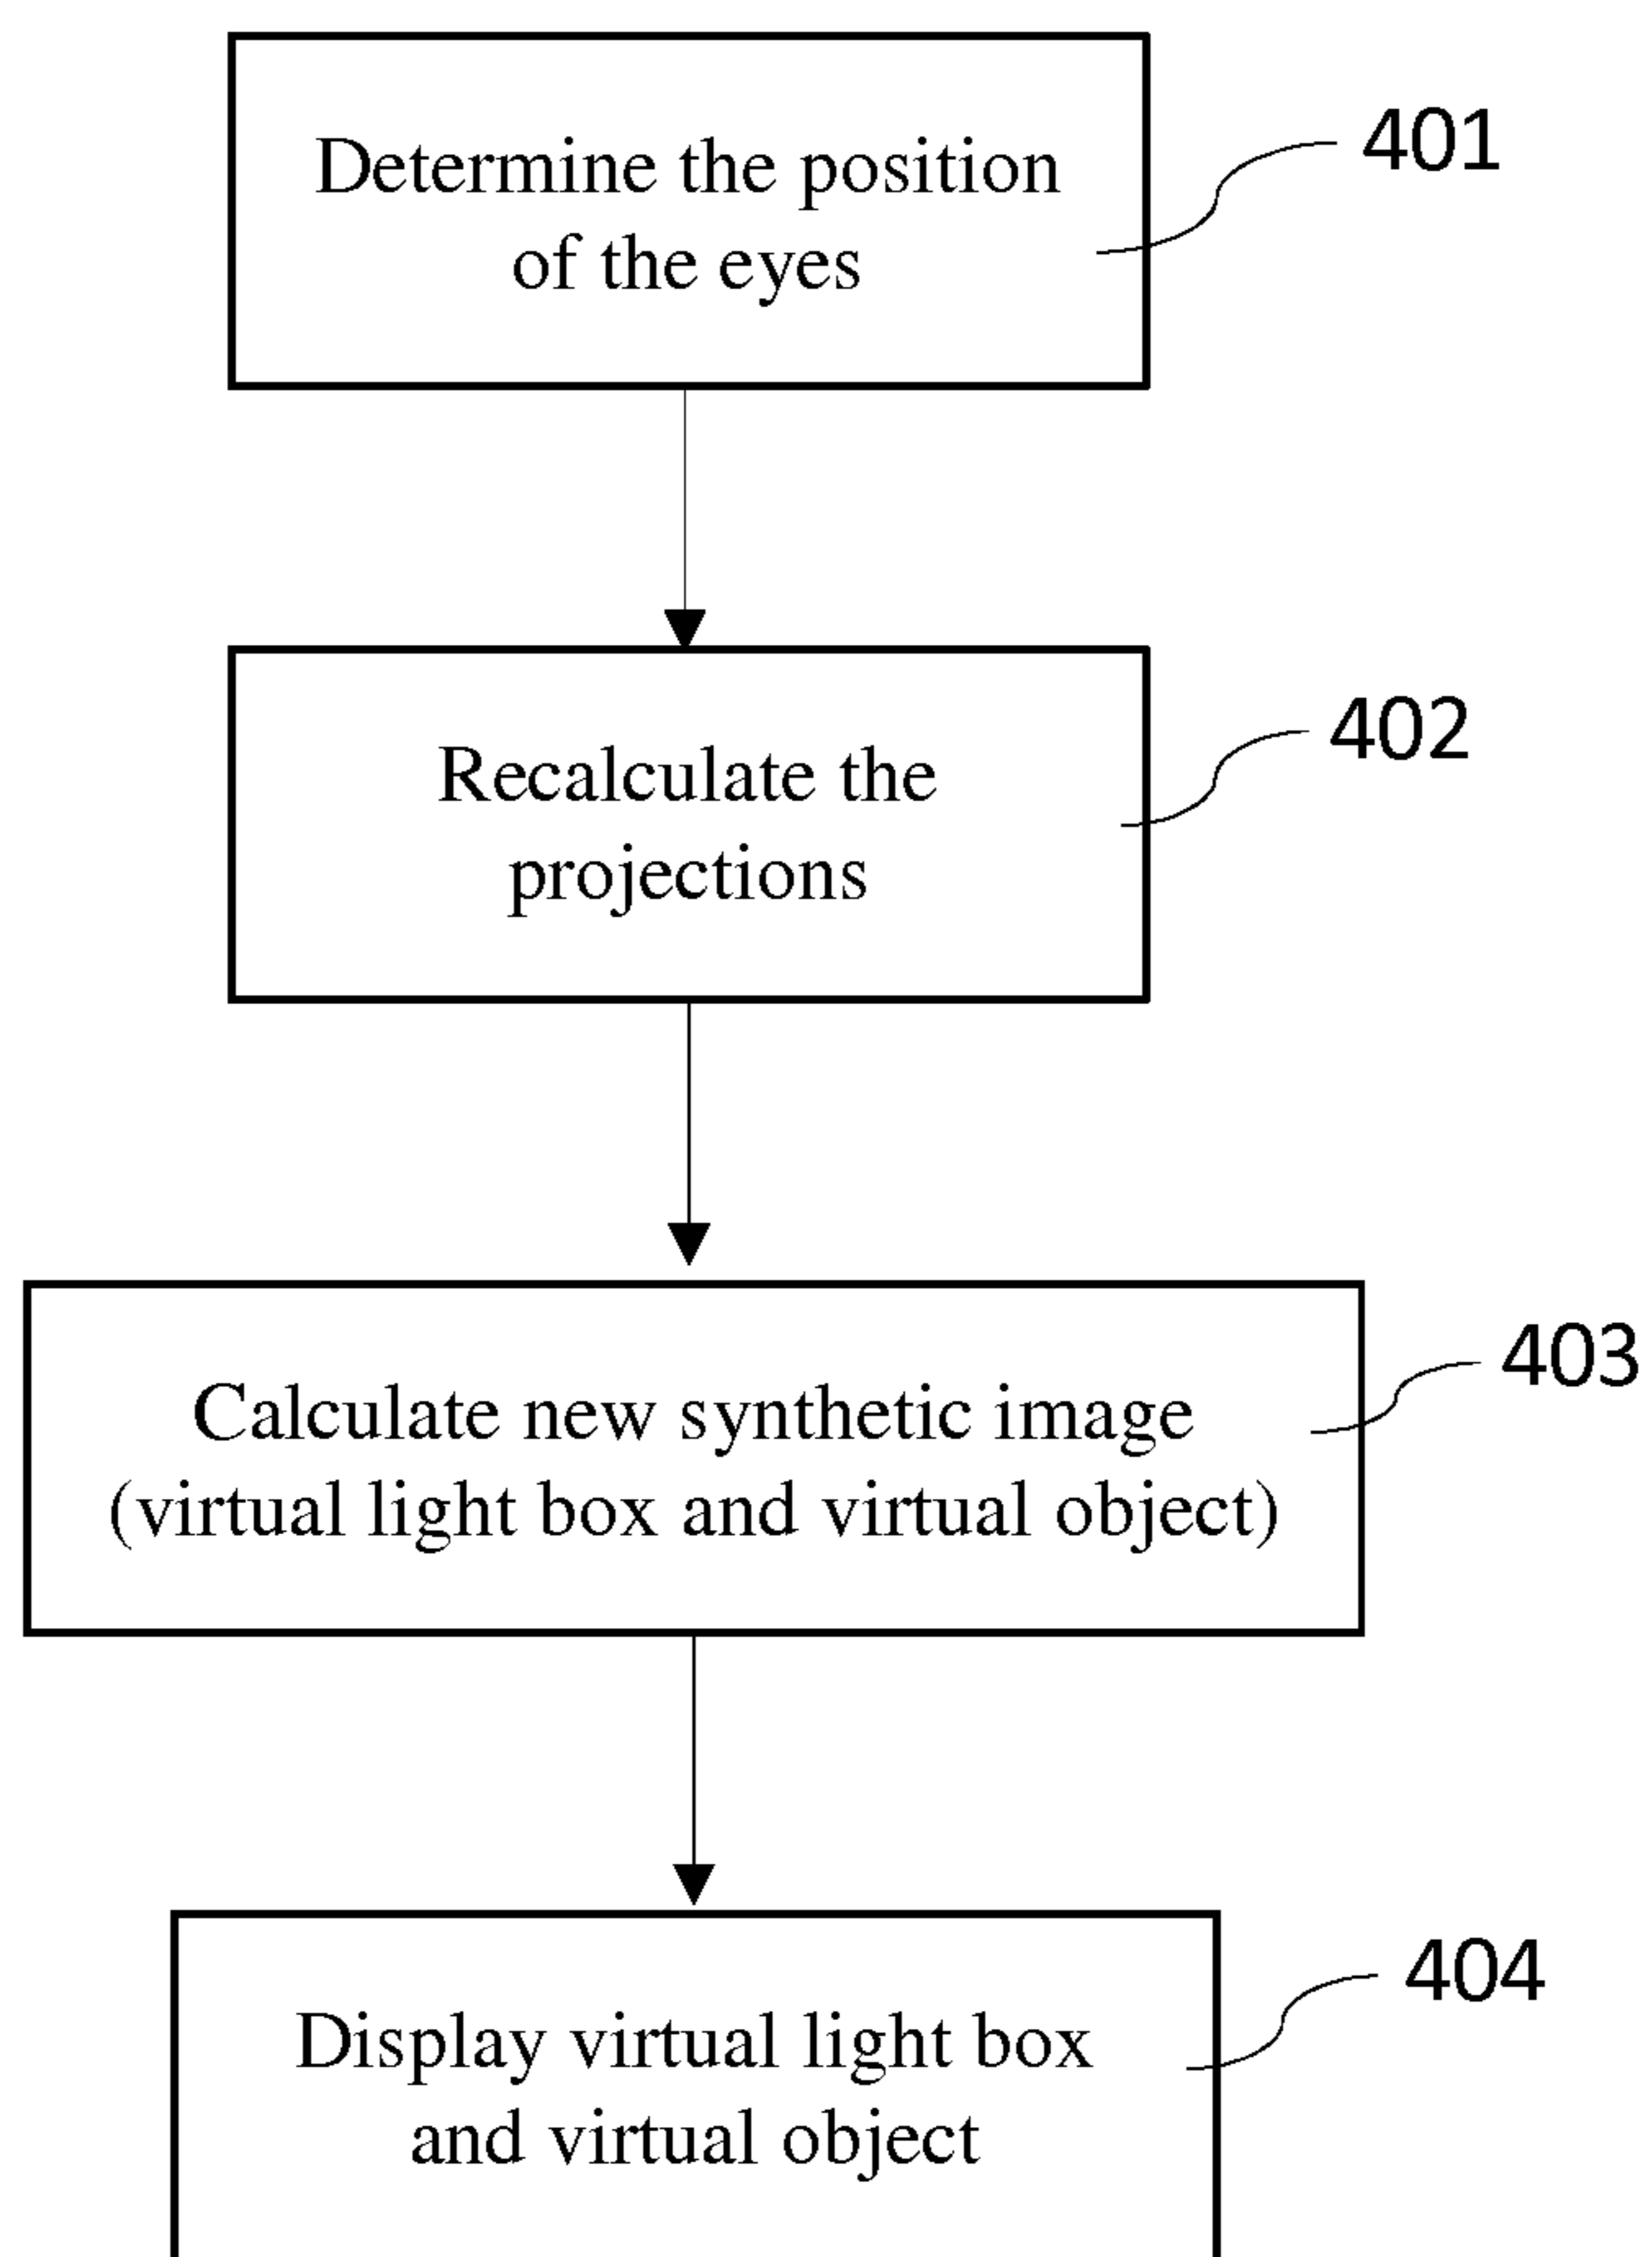 Determine the position
of the eyes
401
Recalculate the
projections
402
Calculate new synthetic image
(virtual light box and virtual object)
403
Display virtual light box
and virtual object
404